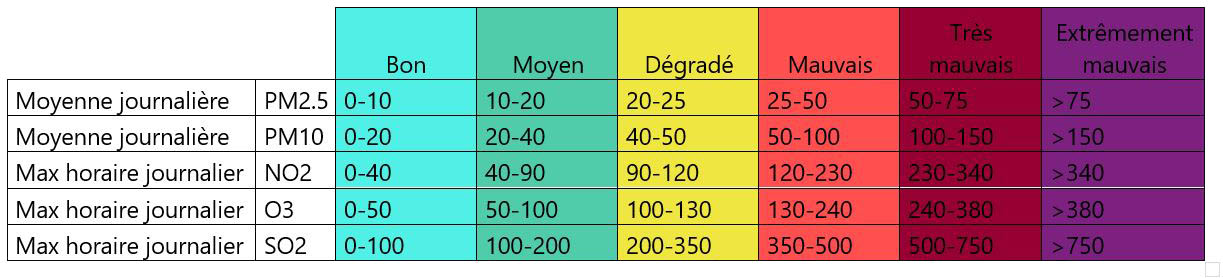 Bon Moyen Dégradé Mauvais Très mauvais Extrêmement mauvais
Moyenne journalière PM2.5 0-10 10-20 20-25 25-50 50-75 >75
Moyenne journalière PM10 0-20 20-40 40-50 50-100 100-150 >150
Max horaire journalier NO2 0-40 40-90 90-120 120-230 230-340 >340
Max horaire journalier O3 0-50 50-100 100-130 130-240 240-380 >380
Max horaire journalier SO2 0-100 100-200 200-350 350-500 500-750 >750